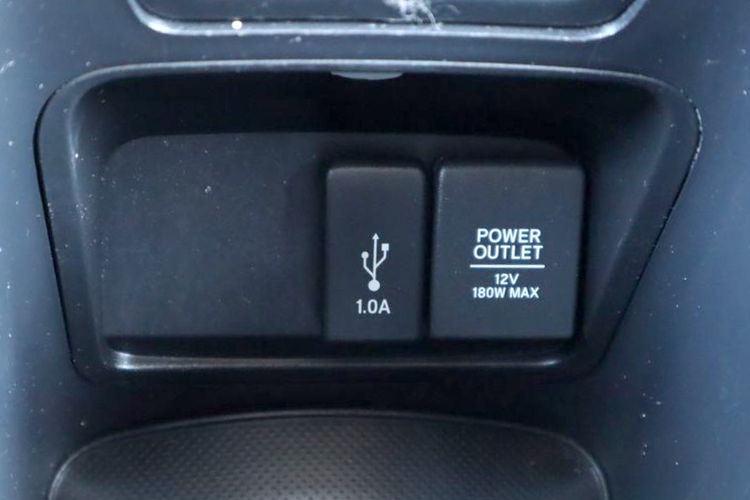 1.0A
POWER
OUTLET
12V
180W MAX